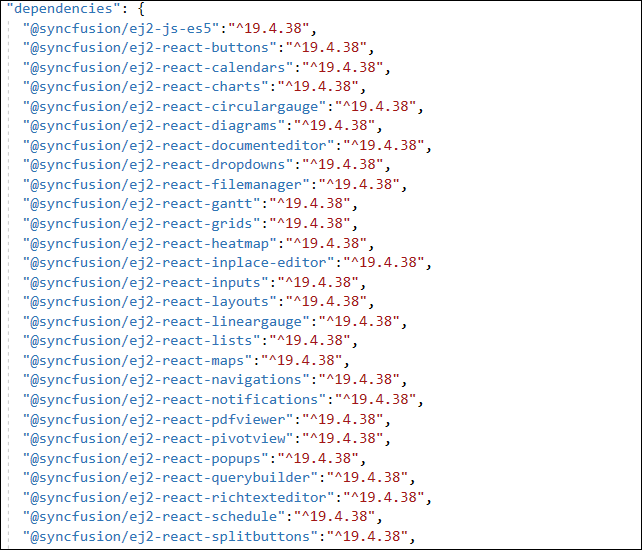 "dependencies": {
"@syncfusion/ej2-js-es5":"^19.4.38",
"@syncfusion/ej2-react-buttons":"^19.4.38",
"@syncfusion/ej2-react-calendars":"^19.4.38",
"@syncfusion/ej2-react-charts":"^19.4.38",
"@syncfusion/ej2-react-circulargauge":"^19.4.38",
"@syncfusion/ej2-react-diagrams":"^19.4.38",
"@syncfusion/ej2-react-documenteditor":"^19.4.38",
"@syncfusion/ej2-react-dropdowns":"^19.4.38",
"@syncfusion/ej2-react-filemanager":"^19.4.38",
"@syncfusion/ej2-react-gantt":"^19.4.38",
"@syncfusion/ej2-react-grids":"^19.4.38",
"@syncfusion/ej2-react-heatmap":"^19.4.38",
"@syncfusion/ej2-react-inplace-editor":"^19.4.38",
"@syncfusion/ej2-react-inputs":"^19.4.38",
"@syncfusion/ej2-react-layouts":"^19.4.38",
"@syncfusion/ej2-react-lineargauge":"^19.4.38",
"@syncfusion/ej2-react-lists":"^19.4.38",
"@syncfusion/ej2-react-maps":"^19.4.38",
"@syncfusion/ej2-react-navigations":"^19.4.38",
"@syncfusion/ej2-react-notifications":"^19.4.38",
"@syncfusion/ej2-react-pdfviewer":"^19.4.38",
"@syncfusion/ej2-react-pivotview":"^19.4.38",
"@syncfusion/ej2-react-popups":"^19.4.38",
"@syncfusion/ej2-react-querybuilder":"^19.4.38",
"@syncfusion/ej2-react-richtexteditor":"^19.4.38",
"@syncfusion/ej2-react-schedule":"^19.4.38",
"@syncfusion/ej2-react-splitbuttons":"^19.4.38",